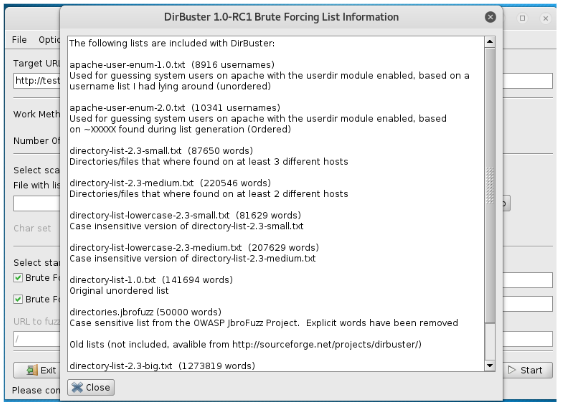 DirBuster 1.0-RC1 Brute Forcing List Information
File
Target URL
http://test
Work Meth
Number Of
Select sca
File with lis
Char set
Select star
Brute Fo
Brute Fo
URL to fuzz
/
Exit
Please con
Start
The following lists are included with DirBuster:
apache-user-enum-1.0.txt (8916 usernames)
Used for guessing system users on apache with the userdir module enabled, based on a
username list I had lying around (unordered)
apache-user-enum-2.0.txt (10341 usernames)
Used for guessing system users on apache with the userdir module enabled, based
on ~XXXXX found during list generation (Ordered)
directory-list-2.3-small.txt (87650 words)
Directories/files that where found on at least 3 different hosts
directory-list-2.3-medium.txt (220546 words)
Directories/files that where found on at least 2 different hosts
directory-list-lowercase-2.3-small.txt (81629 words)
Case insensitive version of directory-list-2.3-small.txt
directory-list-lowercase-2.3-medium.txt (207629 words)
Case insensitive version of directory-list-2.3-medium.txt
directory-list-1.0.txt (141694 words)
Original unordered list
directories.jbrofuzz (50000 words)
Case sensitive list from the OWASP JbroFuzz Project. Explicit words have been removed
Old lists (not included, avalible from http://sourceforge.net/projects/dirbuster/)
directory-list-2.3-big.txt (1273819 words)
Close